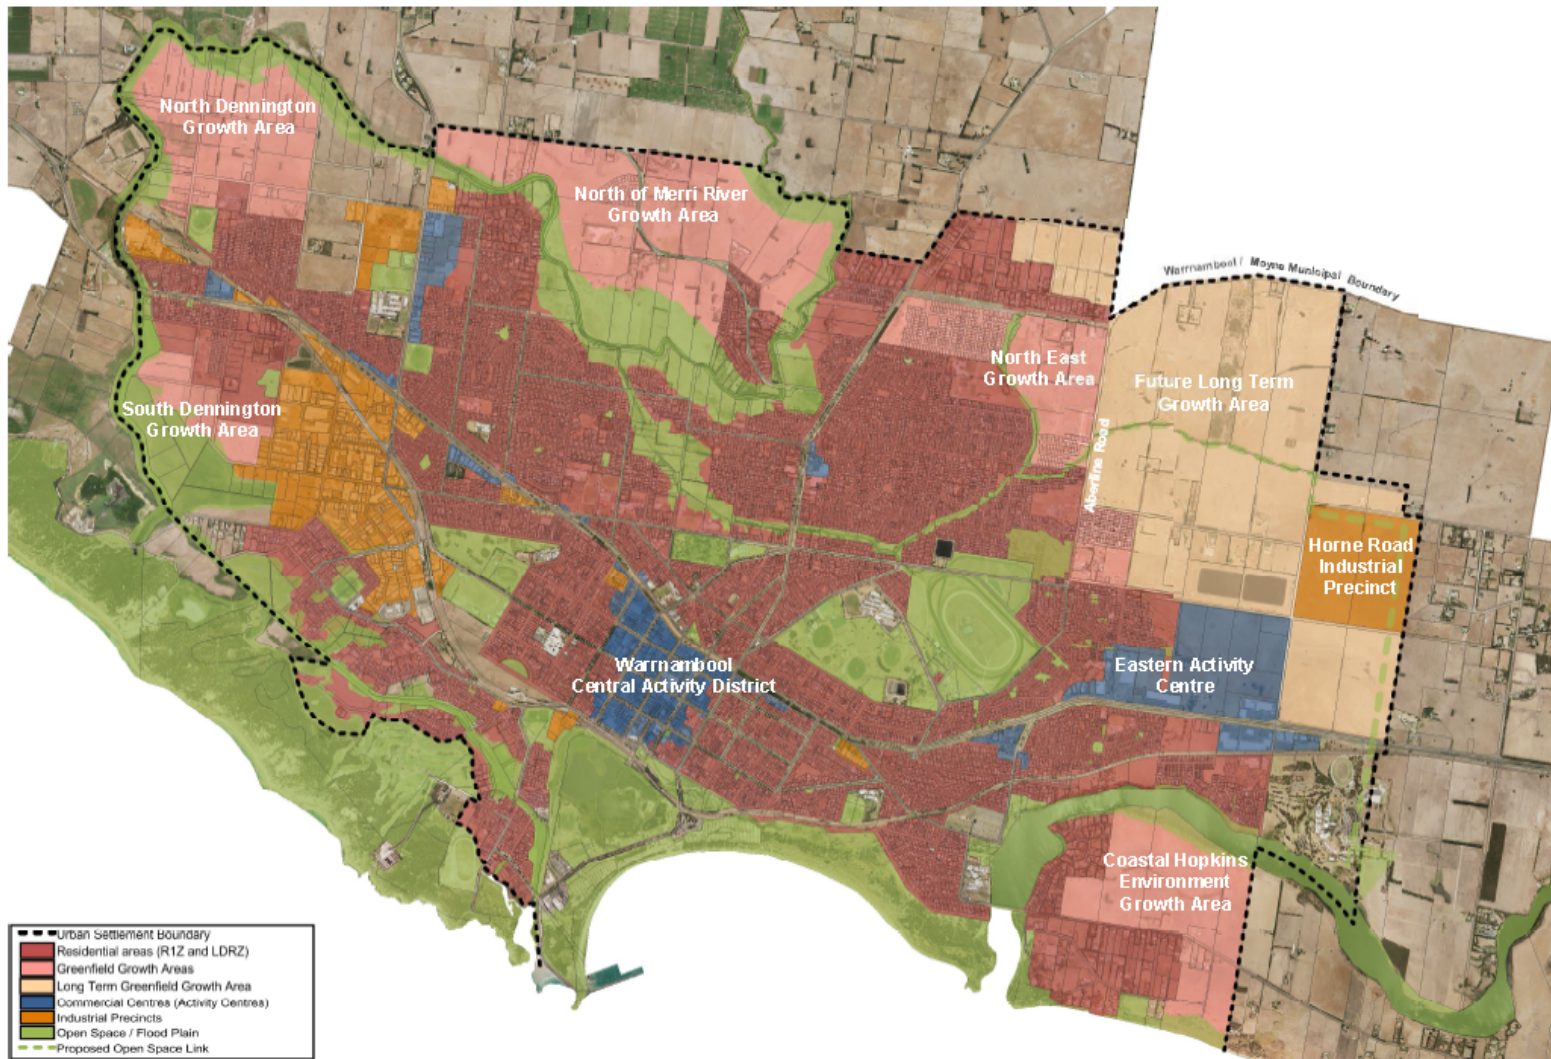 North Dennington
Growth Area
North of Merri River
Growth Area
Warrnambool / Moyne Municipal Boundary
North East
Growth Area
Future Long Term
Growth Area
South Dennington
Growth Area
Aberline Road
Horne Road
Industrial
Precinct
Warrnambool
Central Activity District
Eastern Activity
Centre
Coastal Hopkins
Environment
Growth Area
Urban Settlement Boundary
Residential areas (R1Z and LDRZ)
Greenfield Growth Areas
Long Term Greenfield Growth Area
Commercial Centres (Activity Centres)
Industrial Precincts
Open Space / Flood Plain
Proposed Open Space Link